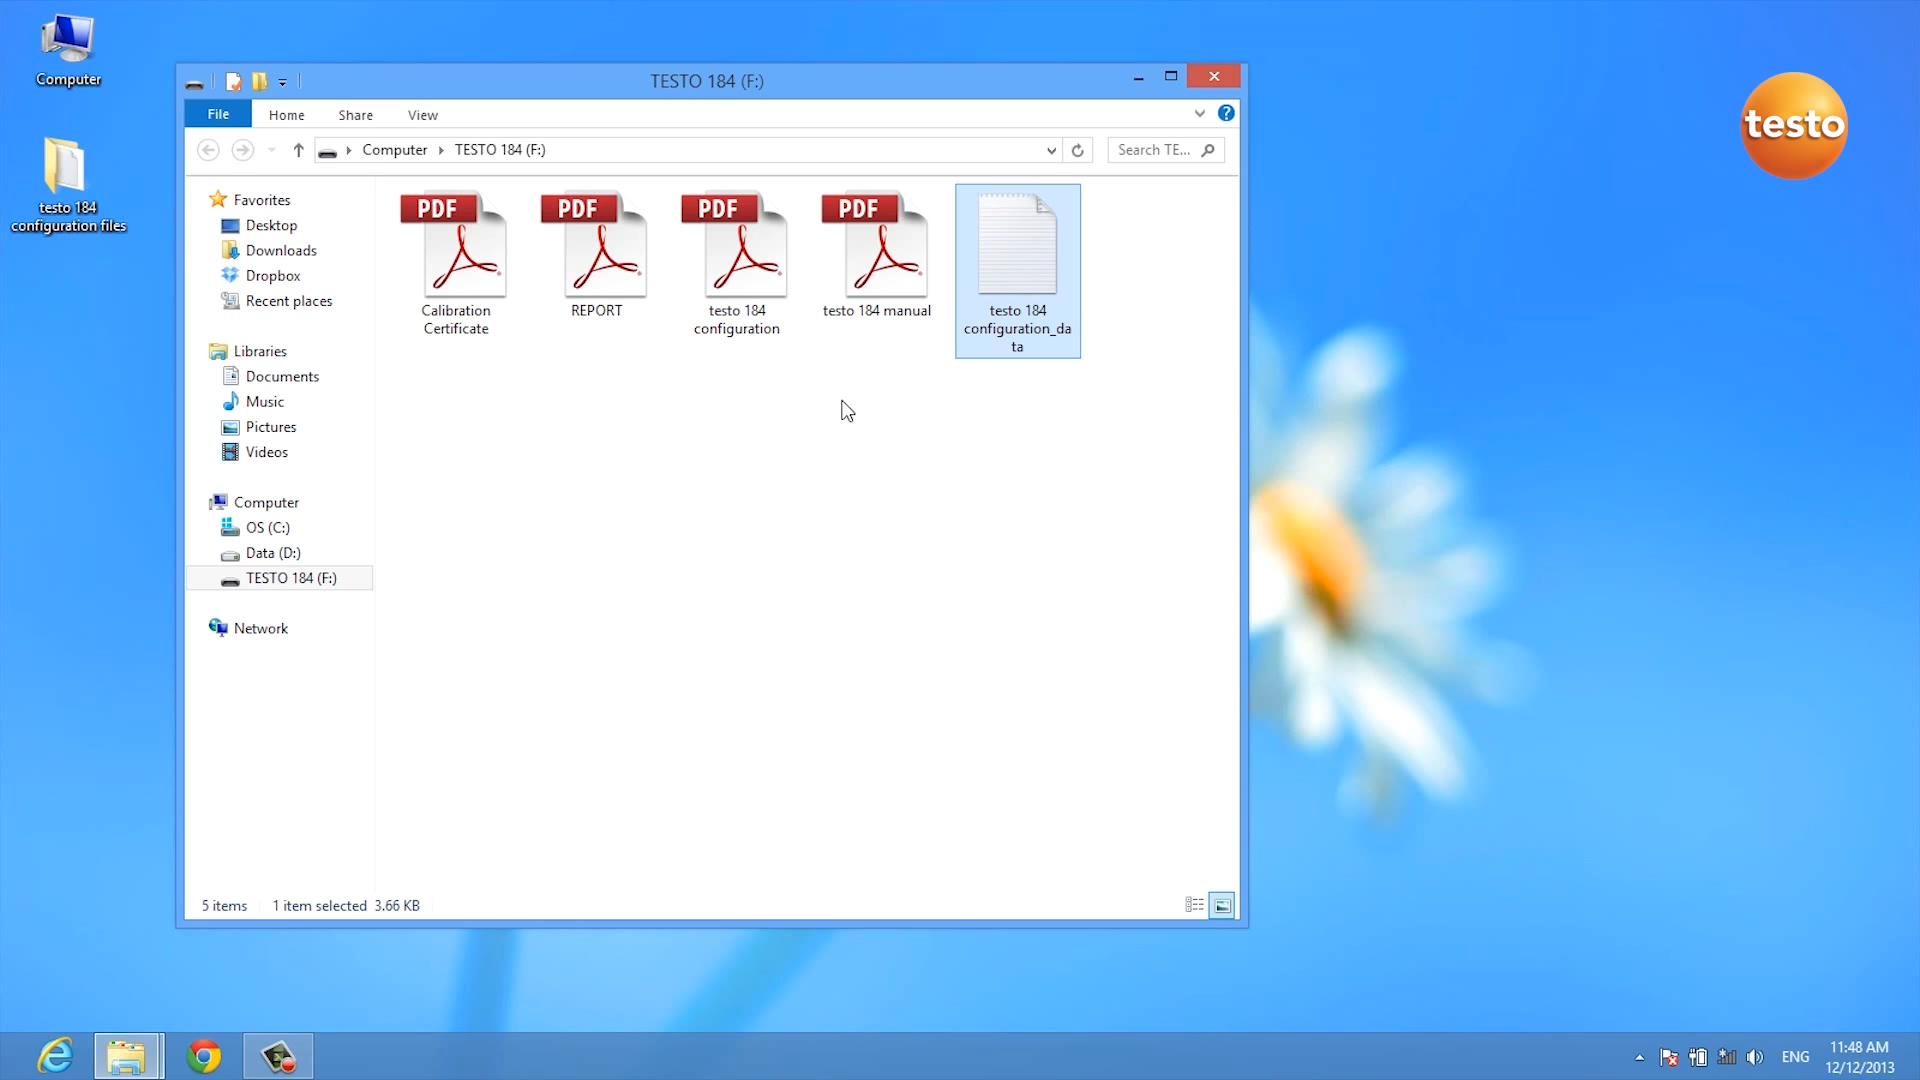 Computer
testo 184
configuration files
TESTO 184 (F:)
File
Home
Share
View
Computer
TESTO 184 (F:)
Search TE...
Favorites
Desktop
Downloads
Dropbox
Recent places
Libraries
Documents
Music
Pictures
Videos
Computer
OS (C:)
Data (D:)
TESTO 184 (F:)
Network
PDF
Calibration
Certificate
PDF
REPORT
PDF
testo 184
configuration
PDF
testo 184 manual
testo 184
configuration_da
ta
5 items
1 item selected 3.66 KB
testo
ENG
11:48 AM
12/12/2013